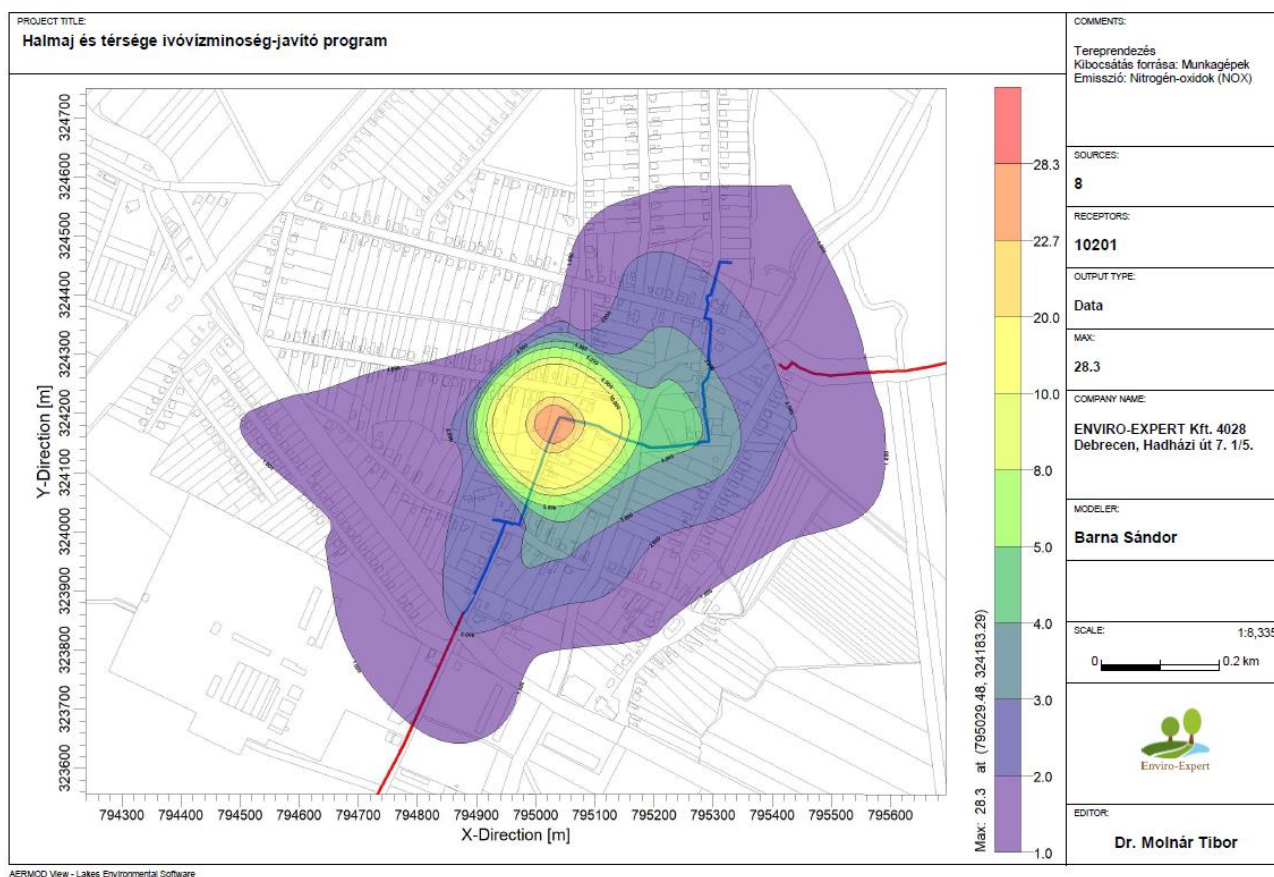 PROJECT TITLE:
Halmaj és térsége ivóvízminoség-javító program
COMMENTS:
Tereprendezés
Kibocsátás forrása: Munkagépek
Emisszió: Nitrogén-oxidok (NOX)
SOURCES:
8
RECEPTORS:
10201
OUTPUT TYPE:
Data
MAX:
28.3
COMPANY NAME:
ENVIRO-EXPERT Kft. 4028
Debrecen, Hadházi út 7. 1/5.
MODELER:
Barna Sándor
SCALE:
1:8,335
0
0.2 km
Enviro-Expert
EDITOR:
Dr. Molnár Tibor
Y-Direction [m]
324700
324600
324500
324400
324300
324200
324100
324000
323900
323800
323700
323600
794300
794400
794500
794600
794700
794800
794900
795000
795100
795200
795300
795400
795500
795600
X-Direction [m]
28.3
22.7
20.0
10.0
8.0
5.0
4.0
3.0
2.0
1.0
Max: 28.3 at (795029.48, 324183.29)
AERMOD View - Lakes Environmental Software